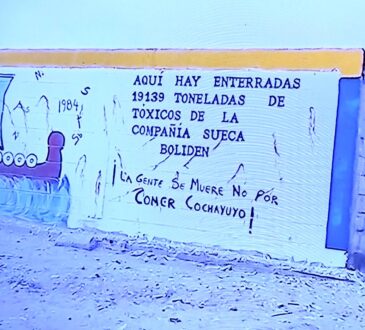 AQUÍ HAY ENTERRADAS
19139 TONELADAS DE
TÓXICOS DE LA
COMPAÑÍA SUECA
BOLIDEN
¡LA GENTE SE MUERE NO POR
COMER COCHAYUYO!
1984